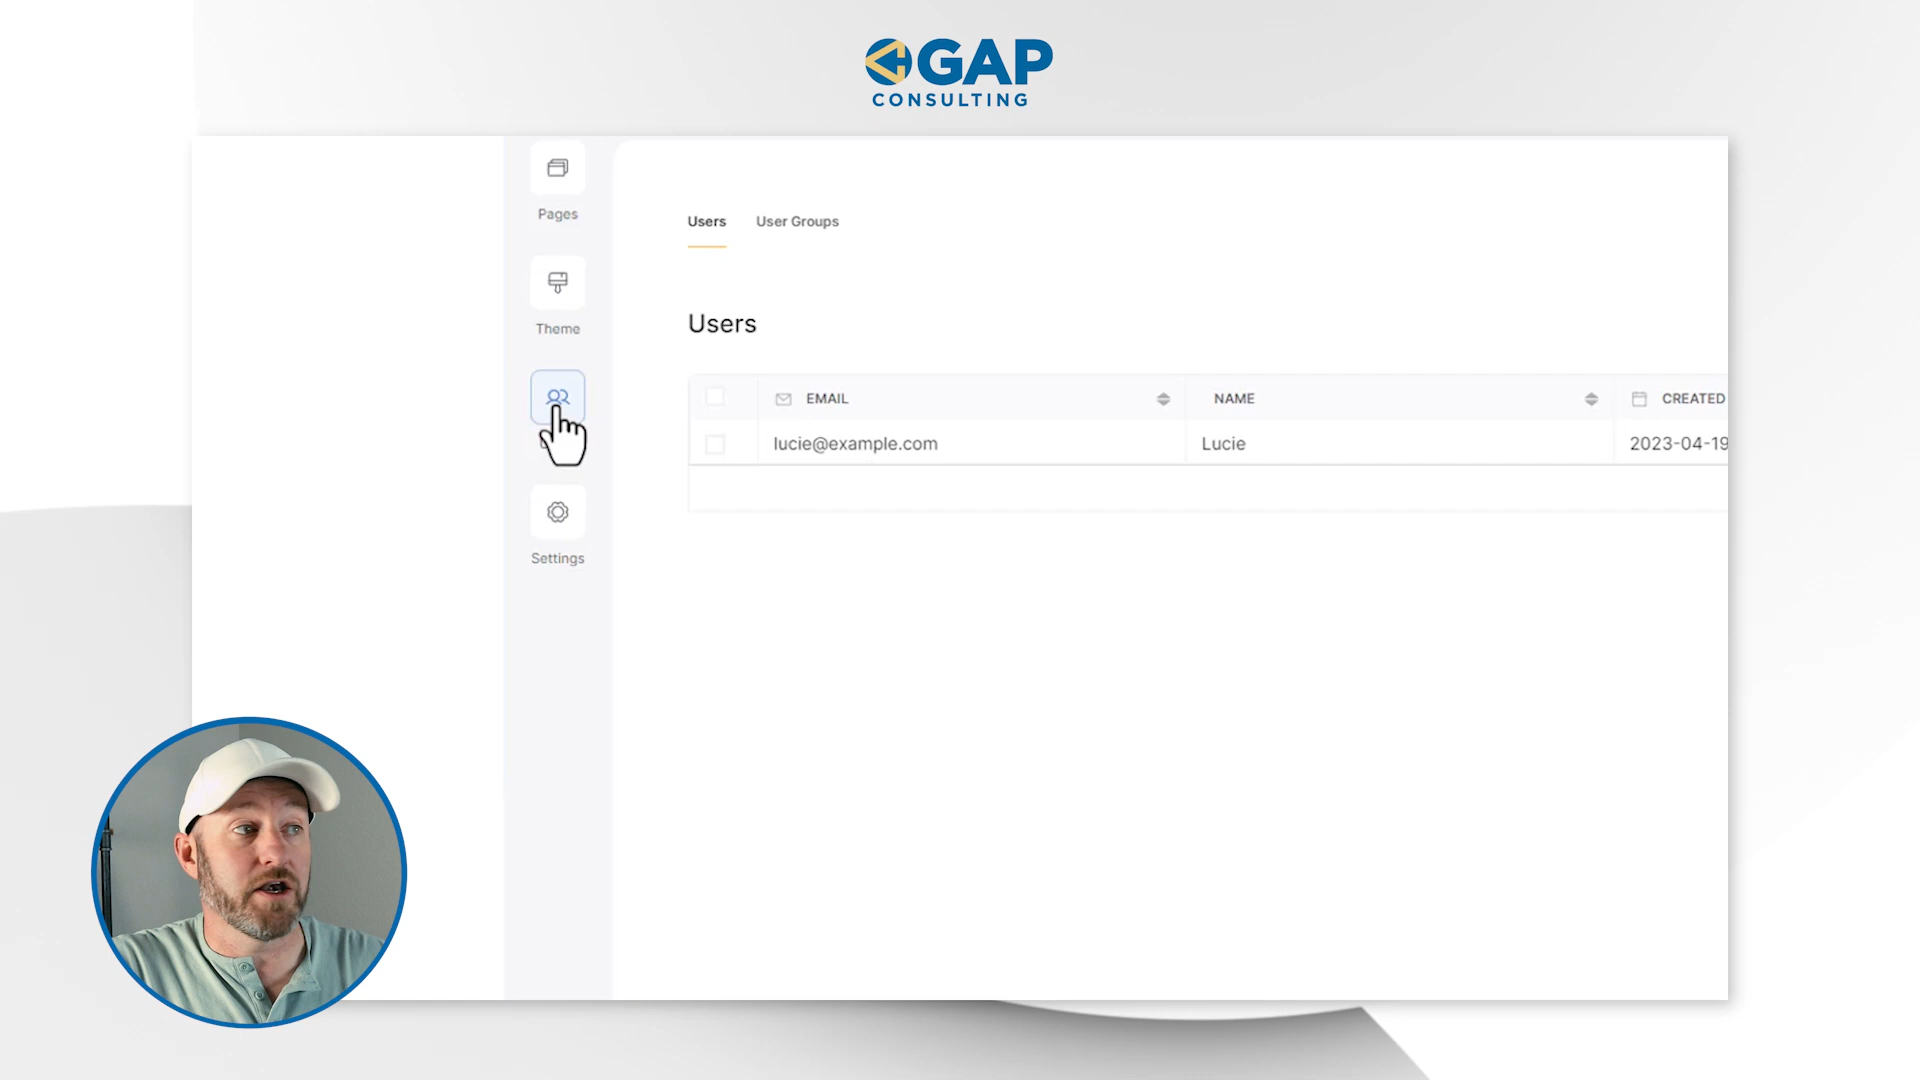 GAP
CONSULTING
Pages
Theme
Settings
Users User Groups
Users
EMAIL NAME CREATED
lucie@example.com Lucie 2023-04-19